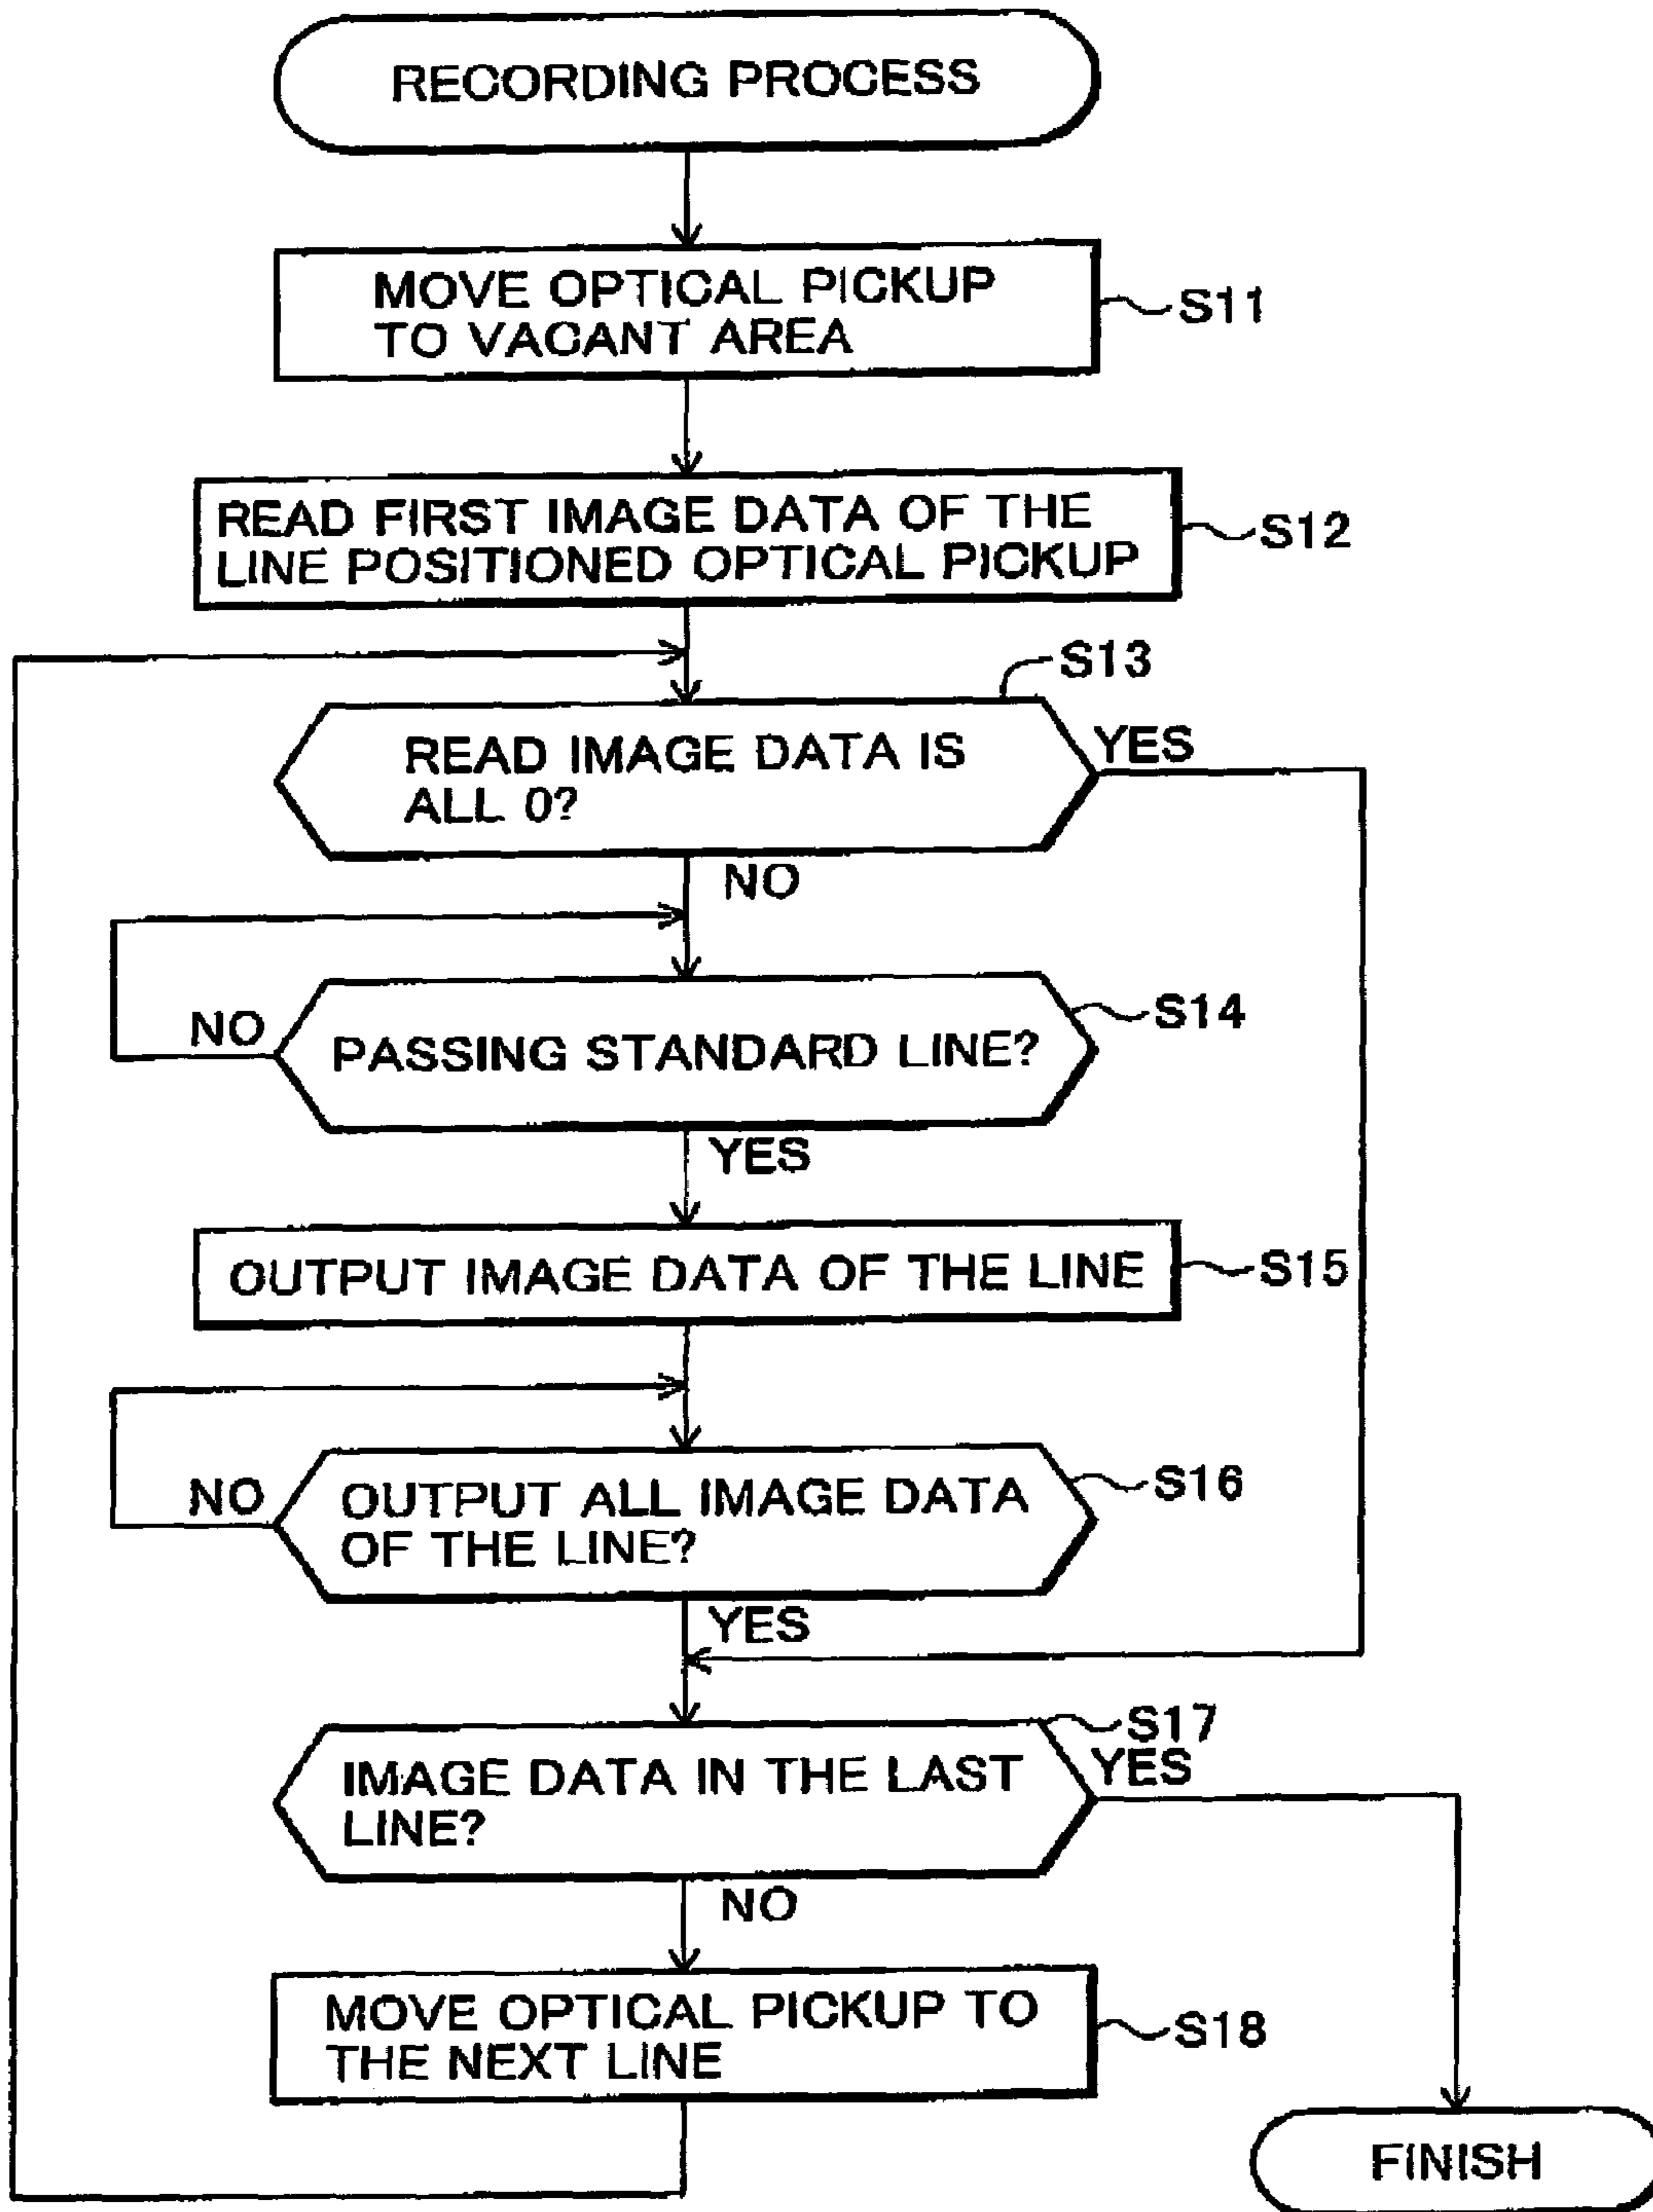 RECORDING PROCESS
MOVE OPTICAL PICKUP
TO VACANT AREA
S11
READ FIRST IMAGE DATA OF THE
LINE POSITIONED OPTICAL PICKUP
S12
S13
READ IMAGE DATA IS
ALL 0?
YES
NO
S14
NO
PASSING STANDARD LINE?
YES
OUTPUT IMAGE DATA OF THE LINE
S15
S16
NO
OUTPUT ALL IMAGE DATA
OF THE LINE?
YES
S17
IMAGE DATA IN THE LAST
LINE?
YES
NO
MOVE OPTICAL PICKUP TO
THE NEXT LINE
S18
FINISH